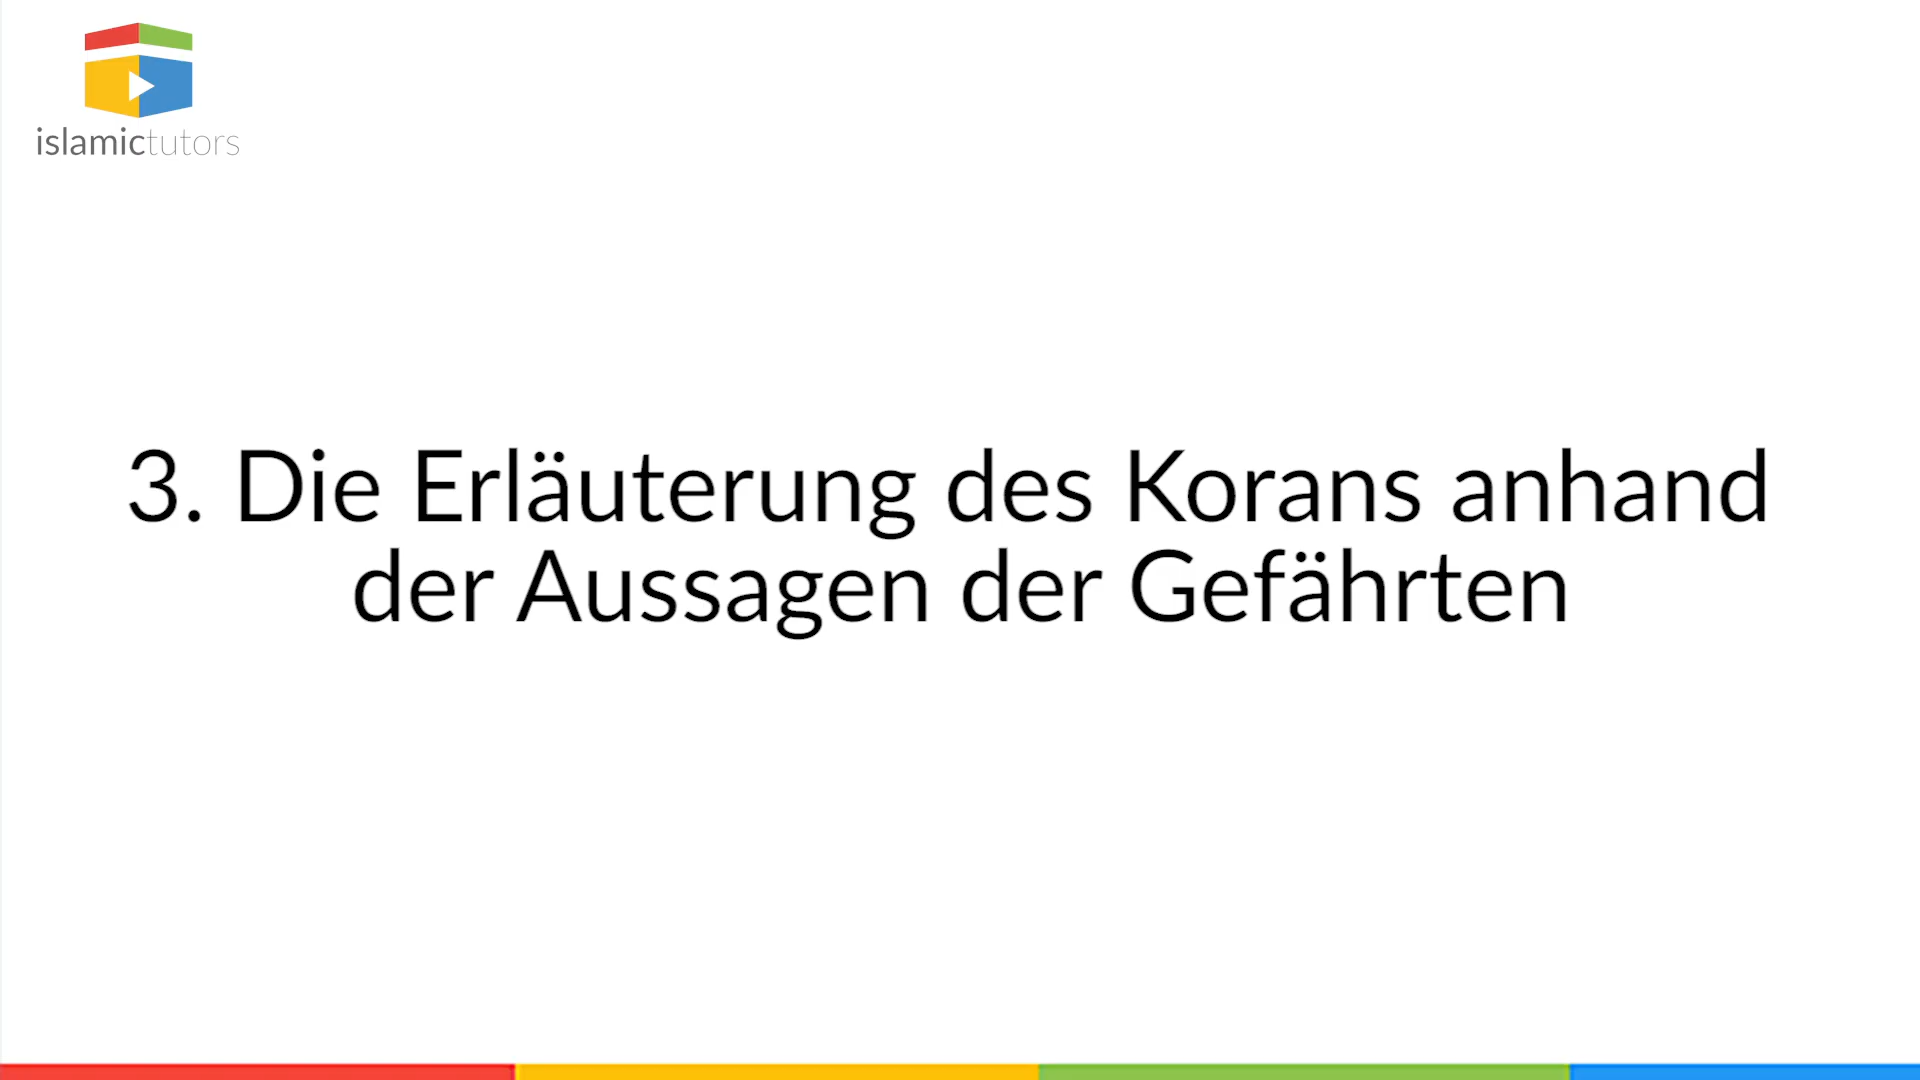 islamictutors
3. Die Erläuterung des Korans anhand
der Aussagen der Gefährten